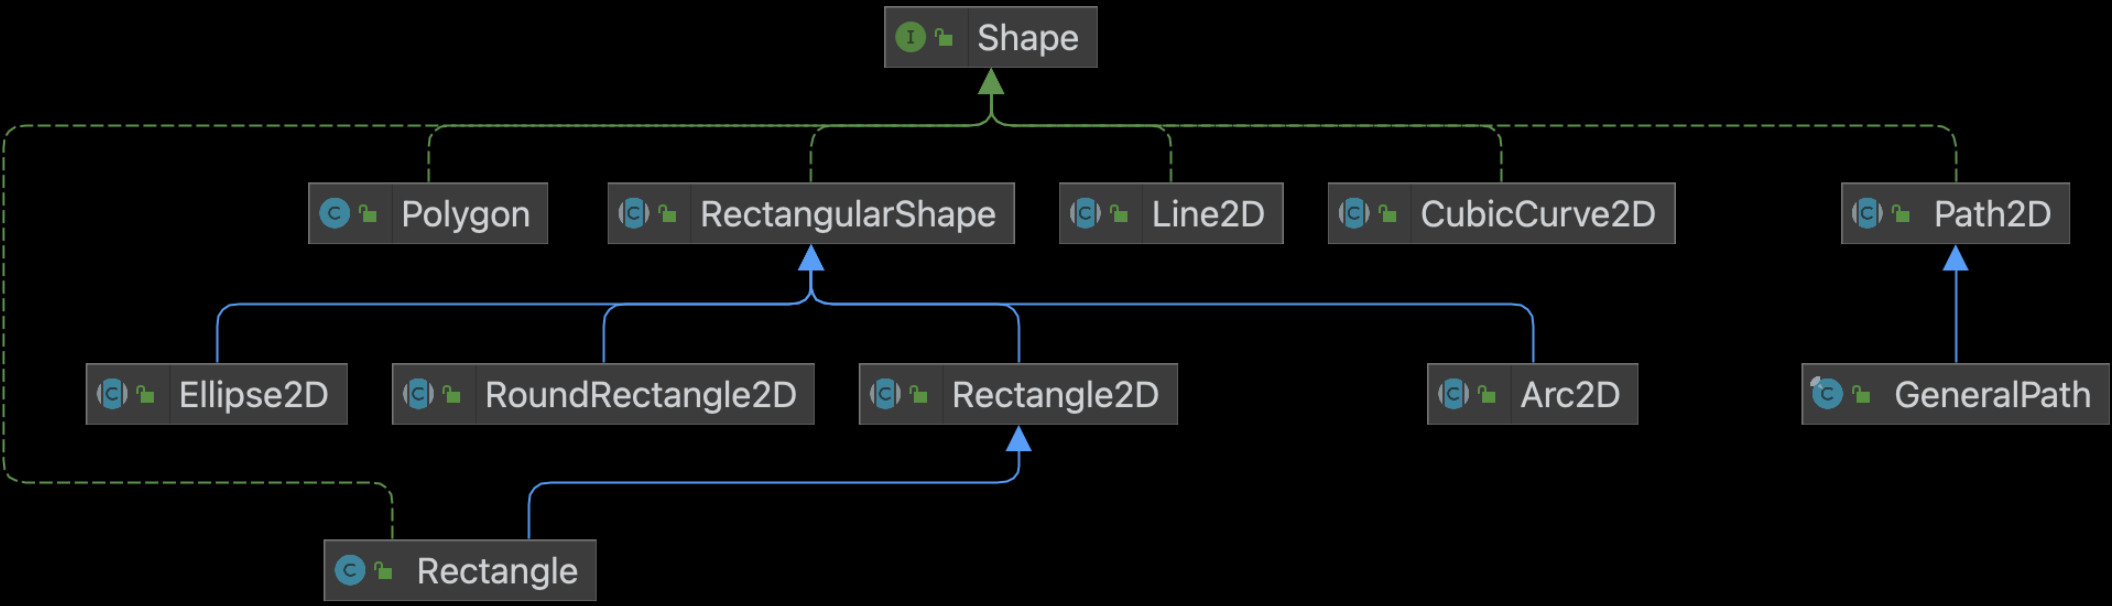 I Shape
C Polygon
C RectangularShape
C Line2D
C CubicCurve2D
C Path2D
C Ellipse2D
C RoundRectangle2D
C Rectangle2D
C Arc2D
C GeneralPath
C Rectangle